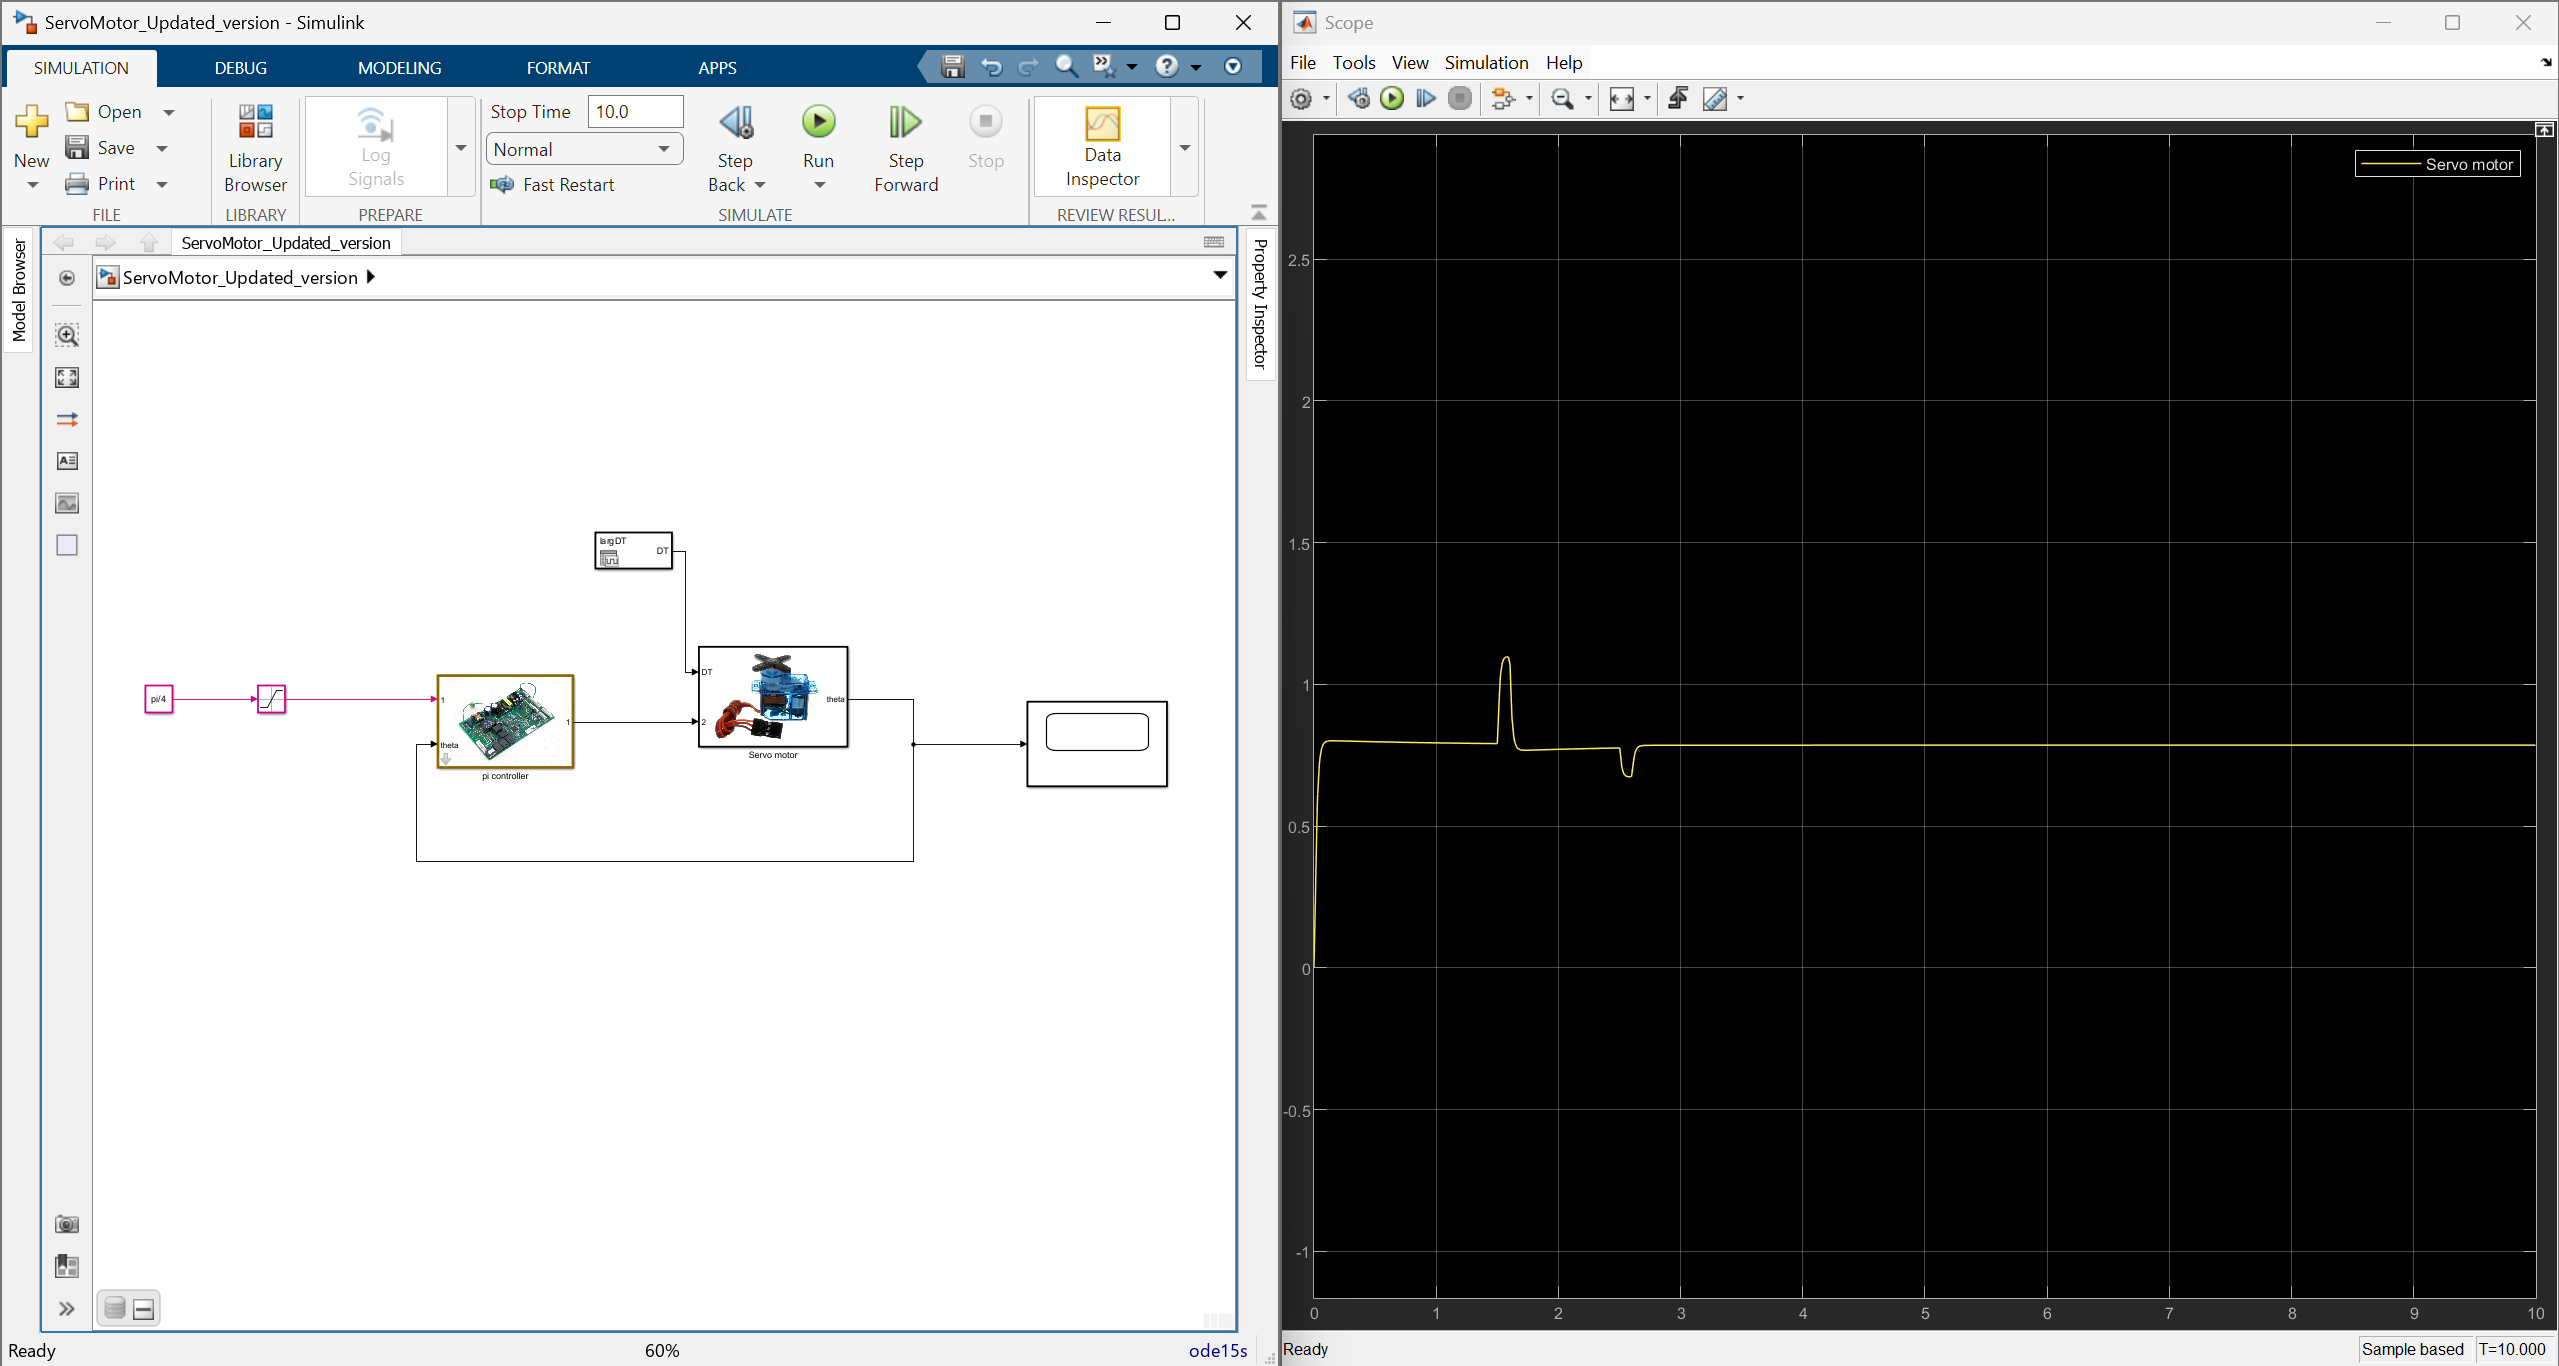 ServoMotor_Updated_version - Simulink
SIMULATION DEBUG MODELING FORMAT APPS
New
Open
Save
Print
FILE
Library Browser
LIBRARY
Log Signals
PREPARE
Stop Time 10.0
Normal
Fast Restart
Step Back
Run
Step Forward
Stop
SIMULATE
Data Inspector
REVIEW RESUL...
Model Browser
ServoMotor_Updated_version
ServoMotor_Updated_version
Property Inspector
largDT
DT
pi/4
1
theta
1
pi controller
DT
2
theta
Servo motor
Ready 60% ode15s
Scope
File Tools View Simulation Help
Servo motor
2.5
2
1.5
1
0.5
0
-0.5
-1
0 1 2 3 4 5 6 7 8 9 10
Ready Sample based T=10.000